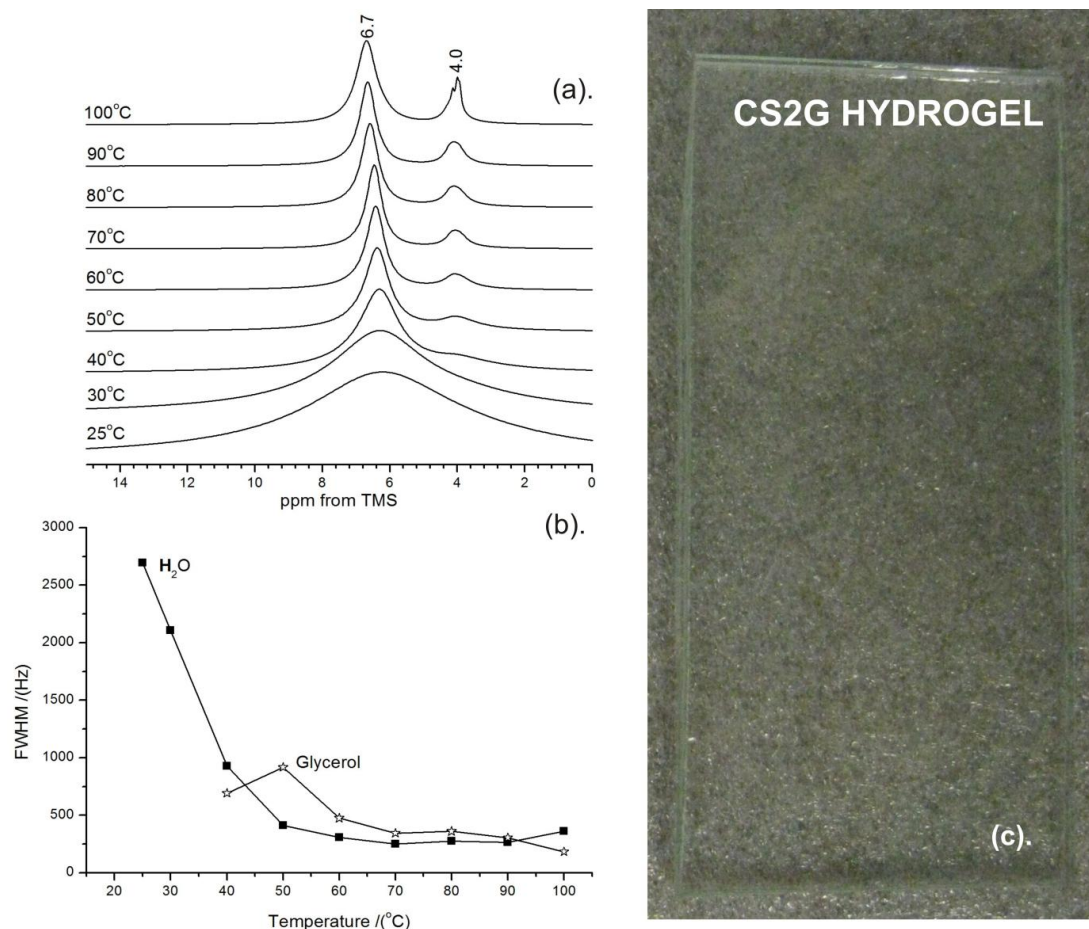 6.7
4.0
(a).
100°C
90°C
80°C
70°C
60°C
50°C
40°C
30°C
25°C
14 12 10 8 6 4 2 0
ppm from TMS
(b).
3000
2500
2000
1500
1000
500
0
FWHM /(Hz)
H₂O
Glycerol
20 30 40 50 60 70 80 90 100
Temperature /(°C)
CS2G HYDROGEL
(c).